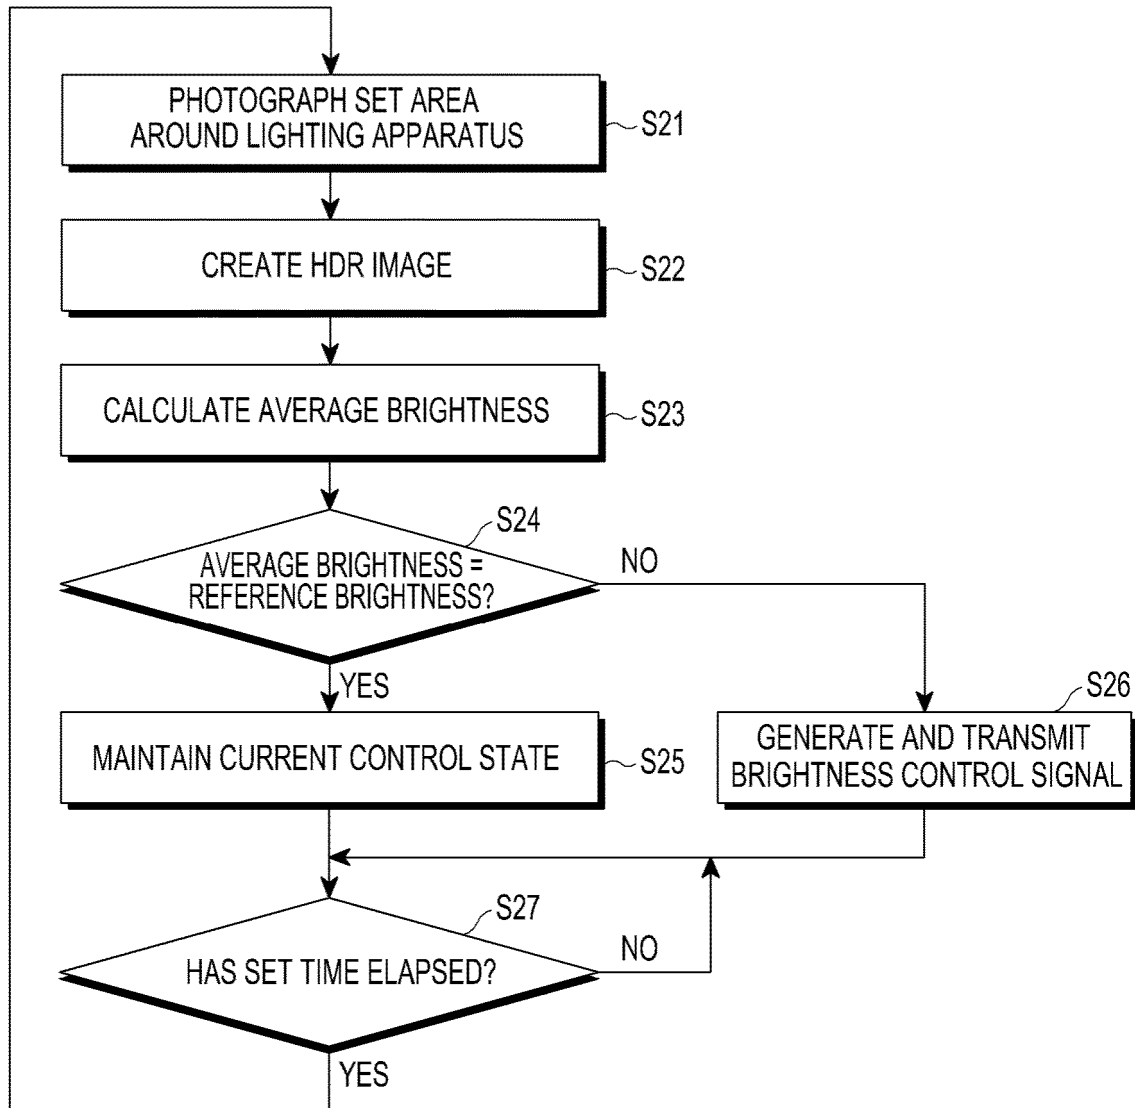 PHOTOGRAPH SET AREA
AROUND LIGHTING APPARATUS
S21
CREATE HDR IMAGE
S22
CALCULATE AVERAGE BRIGHTNESS
S23
S24
AVERAGE BRIGHTNESS =
REFERENCE BRIGHTNESS?
NO
YES
MAINTAIN CURRENT CONTROL STATE
S25
S26
GENERATE AND TRANSMIT
BRIGHTNESS CONTROL SIGNAL
S27
HAS SET TIME ELAPSED?
NO
YES